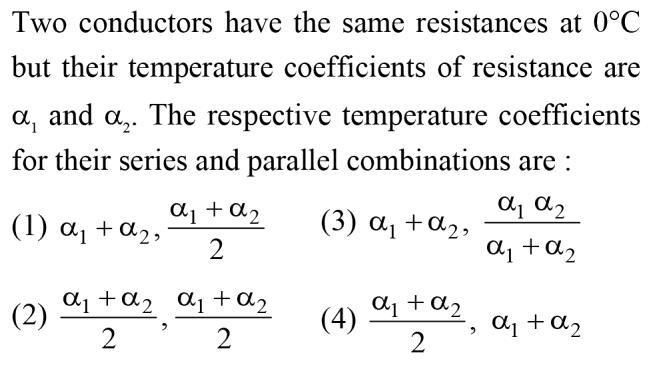 Two conductors have the same resistances at 0°C
but their temperature coefficients of resistance are
α₁ and α₂. The respective temperature coefficients
for their series and parallel combinations are :
(1) α₁ + α₂, (α₁ + α₂)/2 (3) α₁ + α₂, (α₁ α₂)/(α₁ + α₂)
(2) (α₁ + α₂)/2, (α₁ + α₂)/2 (4) (α₁ + α₂)/2, α₁ + α₂